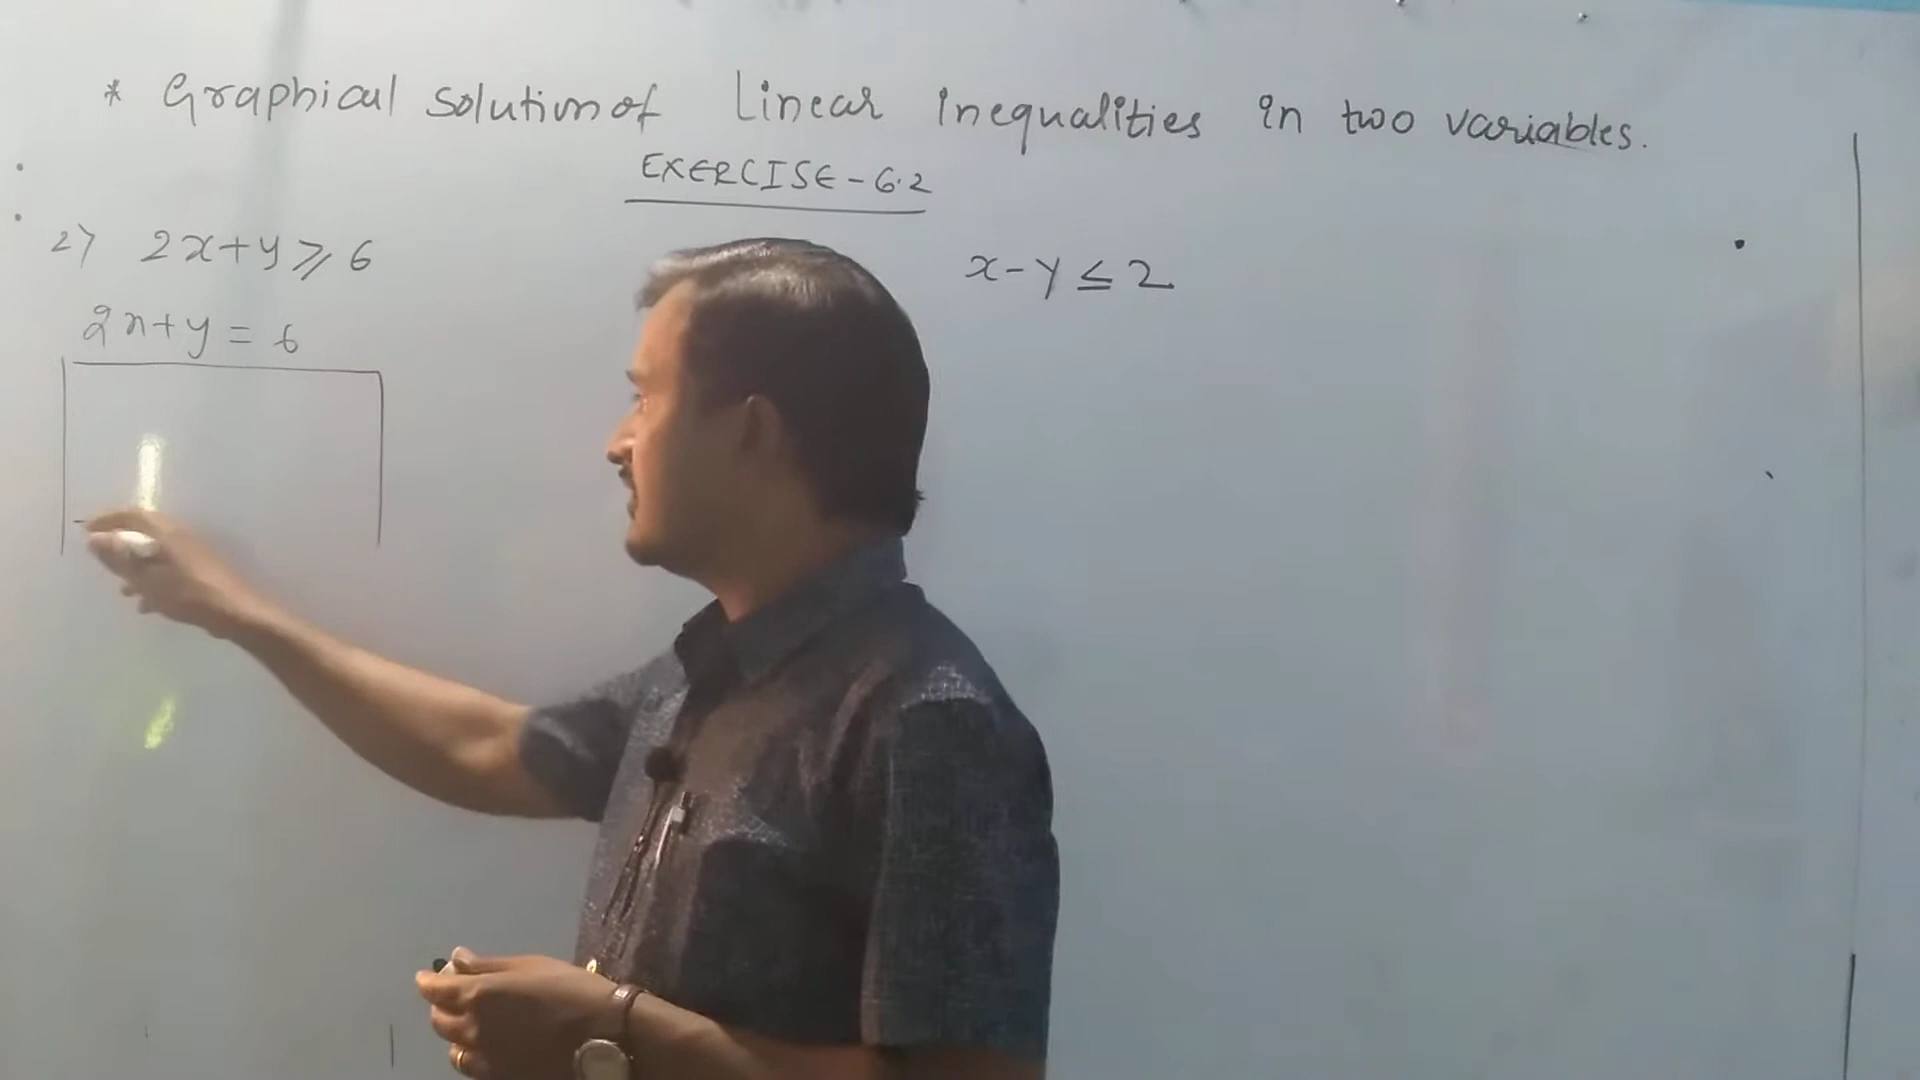 * Graphical solution of Linear inequalities in two variables.
EXERCISE - 6.2
2) 2x+y ⩾ 6
x-y ≤ 2
2x+y = 6